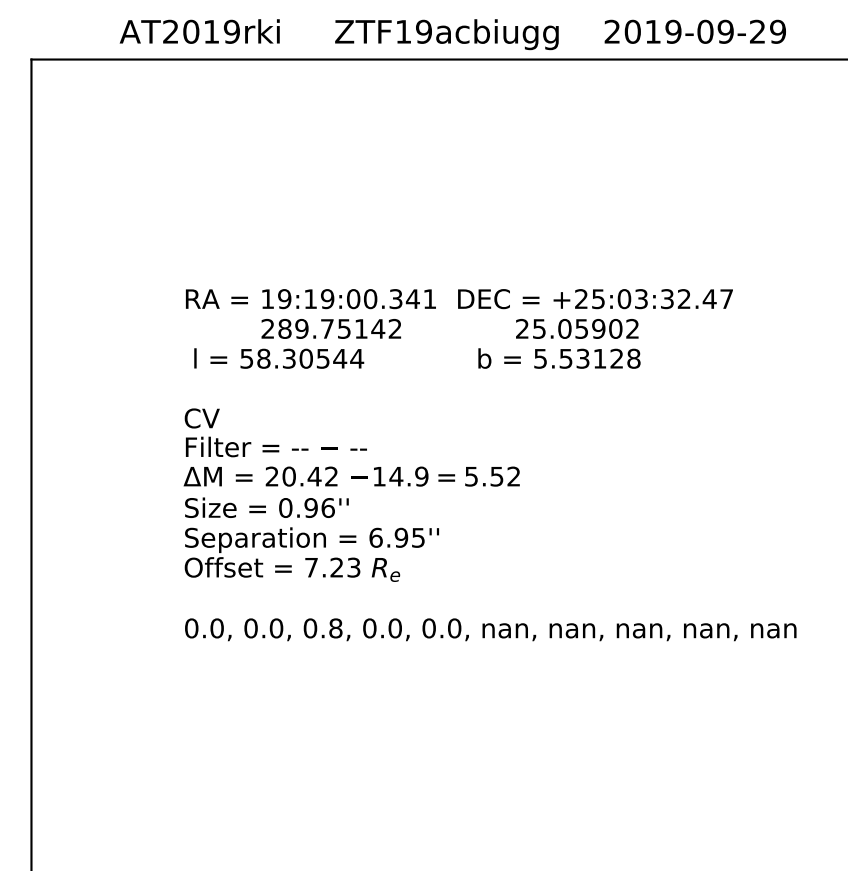 AT2019rki ZTF19acbiugg 2019-09-29
RA = 19:19:00.341 DEC = +25:03:32.47
289.75142 25.05902
l = 58.30544 b = 5.53128
CV
Filter = -- − --
ΔM = 20.42 −14.9 = 5.52
Size = 0.96''
Separation = 6.95''
Offset = 7.23 Rₑ
0.0, 0.0, 0.8, 0.0, 0.0, nan, nan, nan, nan, nan